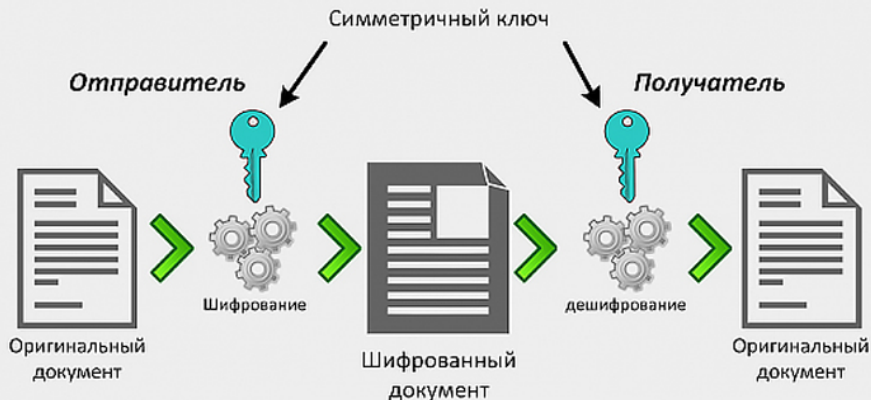 Симметричный ключ
Отправитель
Получатель
Шифрование
дешифрование
Оригинальный
документ
Шифрованный
документ
Оригинальный
документ